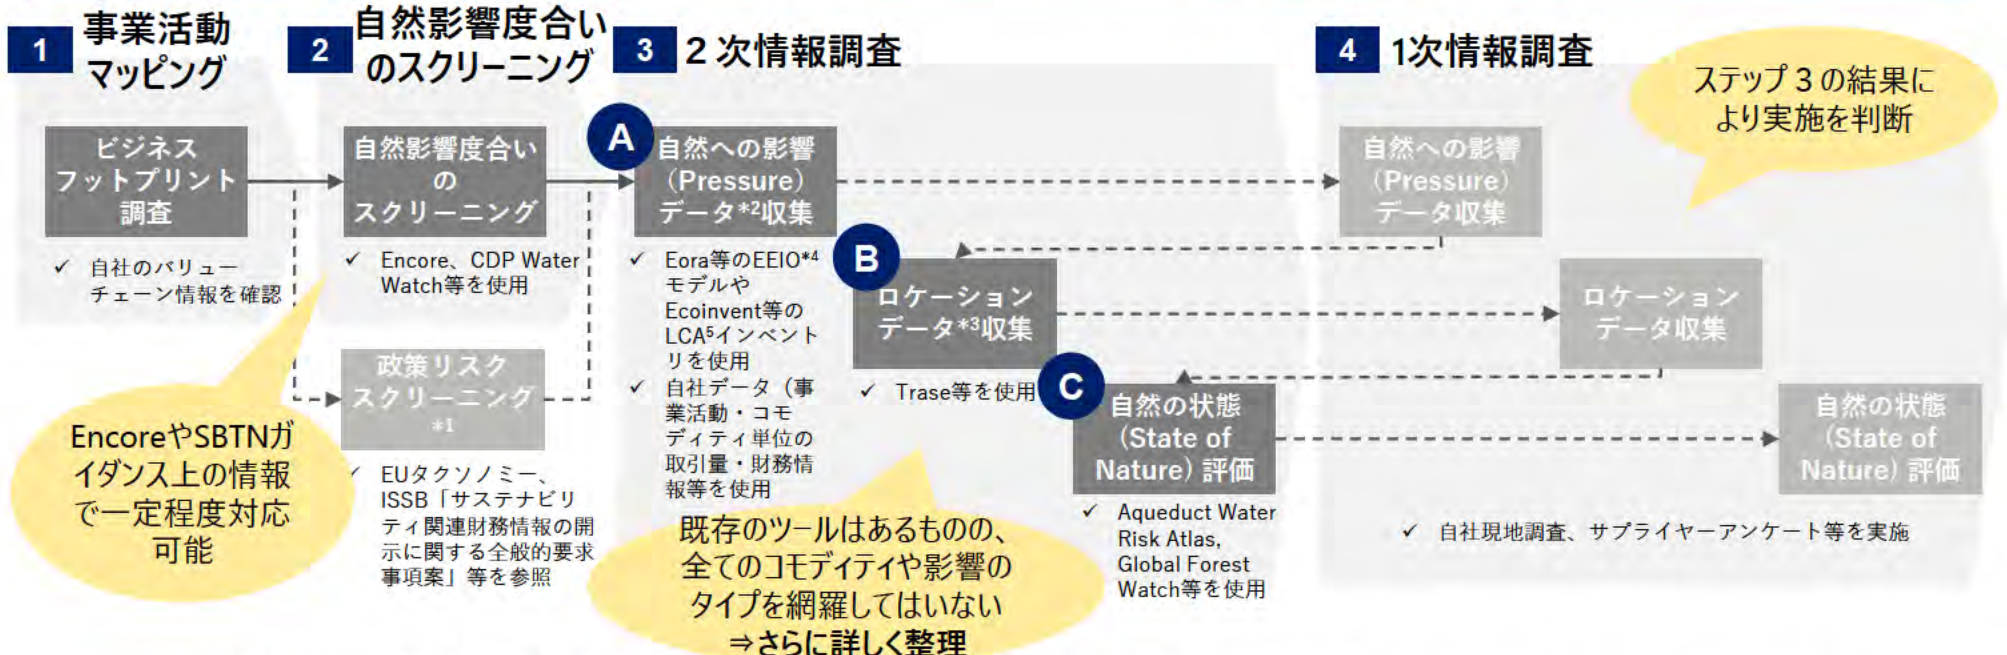 1 事業活動
マッピング
2 自然影響度合い
のスクリーニング
3 2次情報調査
4 1次情報調査
ステップ3の結果に
より実施を判断
ビジネス
フットプリント
調査
✓ 自社のバリュー
チェーン情報を確認
自然影響度合い
の
スクリーニング
✓ Encore、CDP Water
Watch等を使用
政策リスク
スクリーニング
*1
✓ EUタクソノミー、
ISSB「サステナビリ
ティ関連財務情報の開
示に関する全般的要求
事項案」等を参照
EncoreやSBTNガ
イダンス上の情報
で一定程度対応
可能
A
自然への影響
（Pressure）
データ*2収集
✓ Eora等のEEIO*4
モデルや
Ecoinvent等の
LCA5インベント
リを使用
✓ 自社データ（事
業活動・コモ
ディティ単位の
取引量・財務情
報等を使用
B
ロケーション
データ*3収集
✓ Trase等を使用
C
自然の状態
（State of
Nature）評価
✓ Aqueduct Water
Risk Atlas,
Global Forest
Watch等を使用
既存のツールはあるものの、
全てのコモディティや影響の
タイプを網羅してはいない
⇒さらに詳しく整理
自然への影響
（Pressure）
データ収集
ロケーション
データ収集
自然の状態
（State of
Nature）評価
✓ 自社現地調査、サプライヤーアンケート等を実施